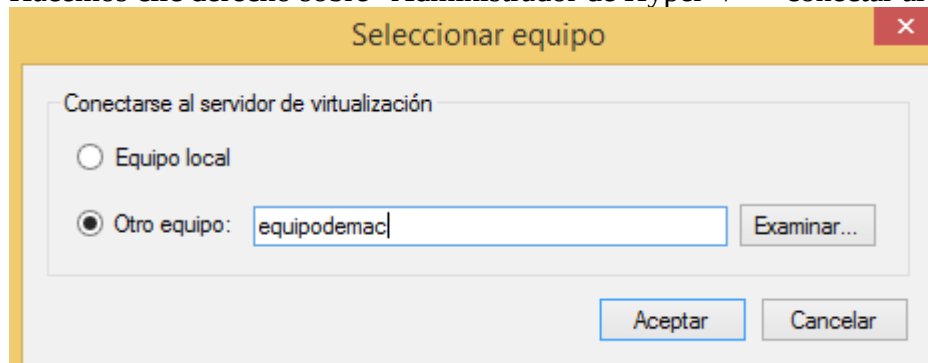 Seleccionar equipo
Conectarse al servidor de virtualización
Equipo local
Otro equipo: equipodemac Examinar...
Aceptar Cancelar